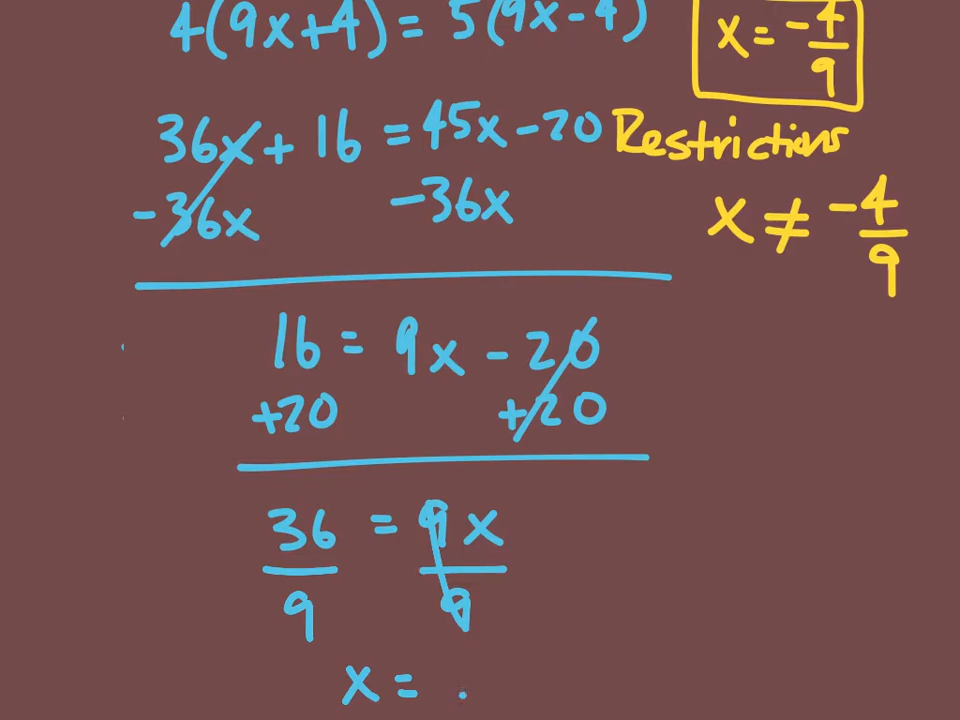 4(9x+4) = 5(9x-4)
x = -4/9
36x + 16 = 45x - 20
Restrictions
-36x -36x
x ≠ -4/9
16 = 9x - 20
+20 +20
36/9 = 9x/9
x =